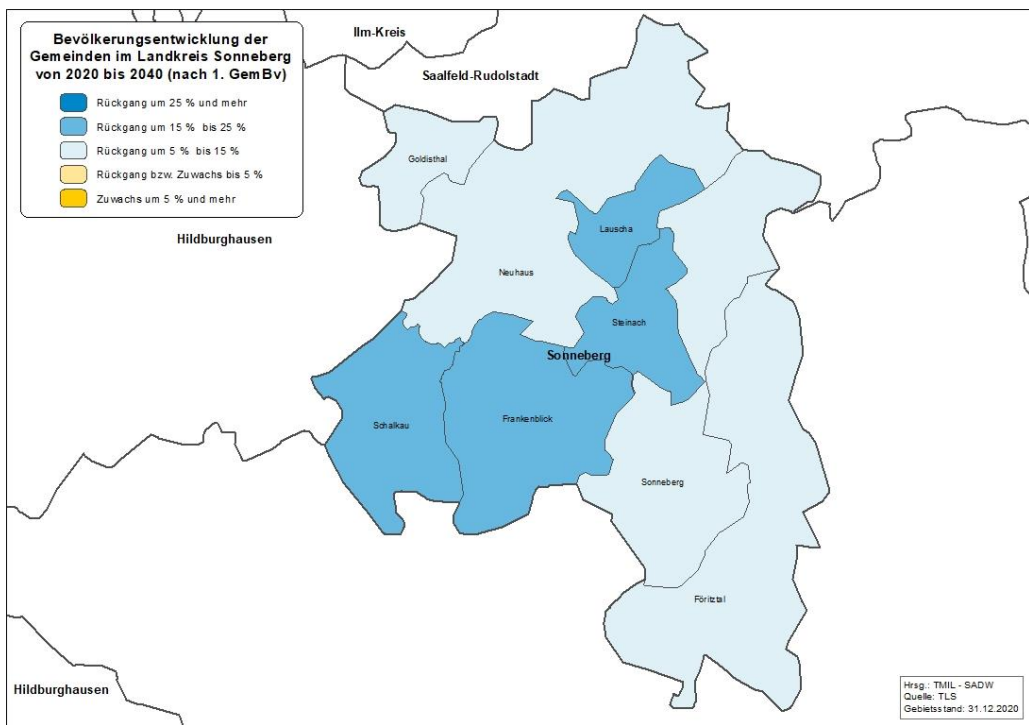 Bevölkerungsentwicklung der
Gemeinden im Landkreis Sonneberg
von 2020 bis 2040 (nach 1. GemBv)
Rückgang um 25 % und mehr
Rückgang um 15 % bis 25 %
Rückgang um 5 % bis 15 %
Rückgang bzw. Zuwachs bis 5 %
Zuwachs um 5 % und mehr
Ilm-Kreis
Saalfeld-Rudolstadt
Goldisthal
Lauscha
Hildburghausen
Neuhaus
Steinach
Sonneberg
Schalkau
Frankenblick
Sonneberg
Föritztal
Hildburghausen
Hrsg.: TMIL - SADW
Quelle: TLS
Gebietsstand: 31.12.2020